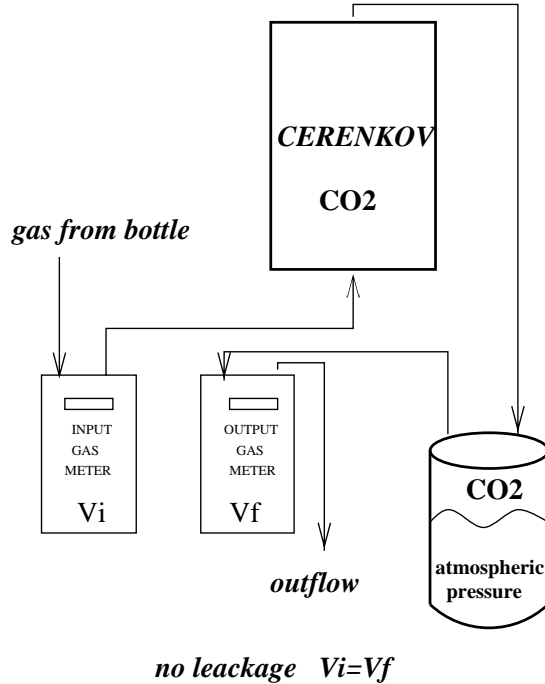 CERENKOV
CO2
gas from bottle
INPUT
GAS
METER
Vi
OUTPUT
GAS
METER
Vf
CO2
atmospheric
pressure
outflow
no leackage Vi=Vf